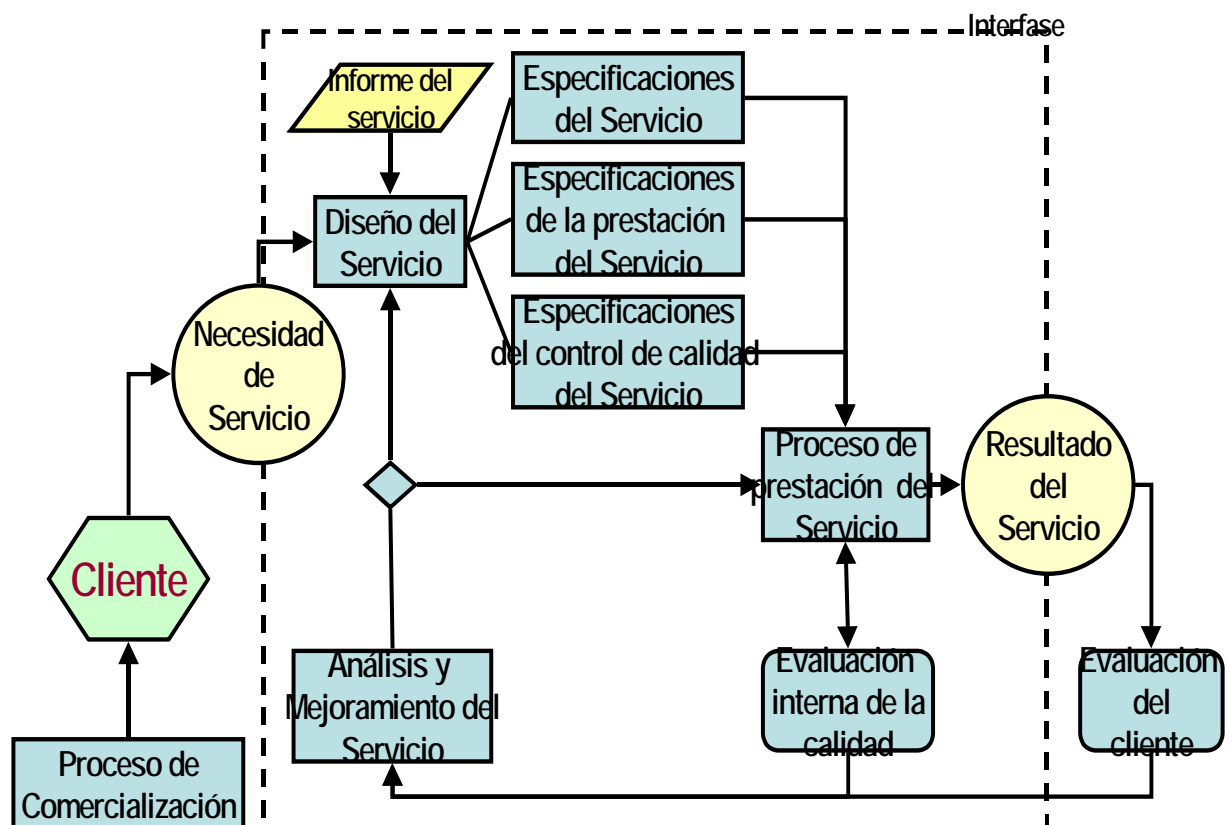 Interfase
Informe del
servicio
Especificaciones
del Servicio
Especificaciones
de la prestación
del Servicio
Diseño del
Servicio
Especificaciones
del control de calidad
del Servicio
Necesidad
de
Servicio
Proceso de
prestación del
Servicio
Resultado
del
Servicio
Cliente
Análisis y
Mejoramiento del
Servicio
Evaluación
interna de la
calidad
Evaluación
del
cliente
Proceso de
Comercialización